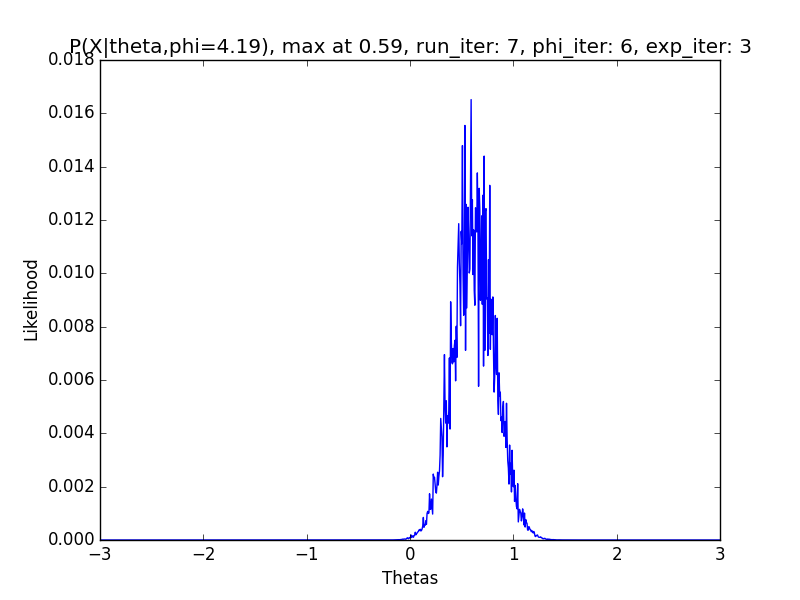 P(X|theta,phi=4.19), max at 0.59, run_iter: 7, phi_iter: 6, exp_iter: 3
0.018
0.016
0.014
0.012
0.010
0.008
0.006
0.004
0.002
0.000
Likelihood
−3 −2 −1 0 1 2 3
Thetas